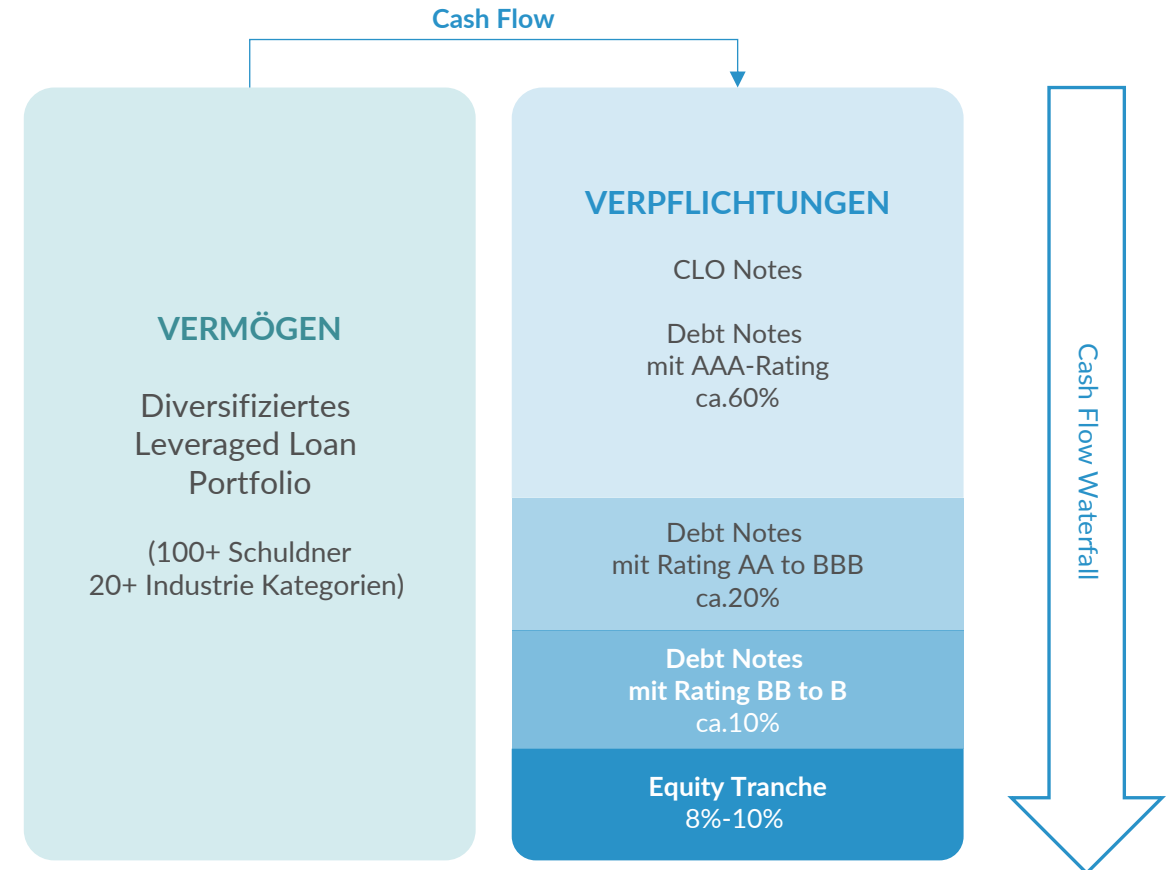 Cash Flow
VERMÖGEN
Diversifiziertes
Leveraged Loan
Portfolio
(100+ Schuldner
20+ Industrie Kategorien)
VERPFLICHTUNGEN
CLO Notes
Debt Notes
mit AAA-Rating
ca.60%
Debt Notes
mit Rating AA to BBB
ca.20%
Debt Notes
mit Rating BB to B
ca.10%
Equity Tranche
8%-10%
Cash Flow Waterfall